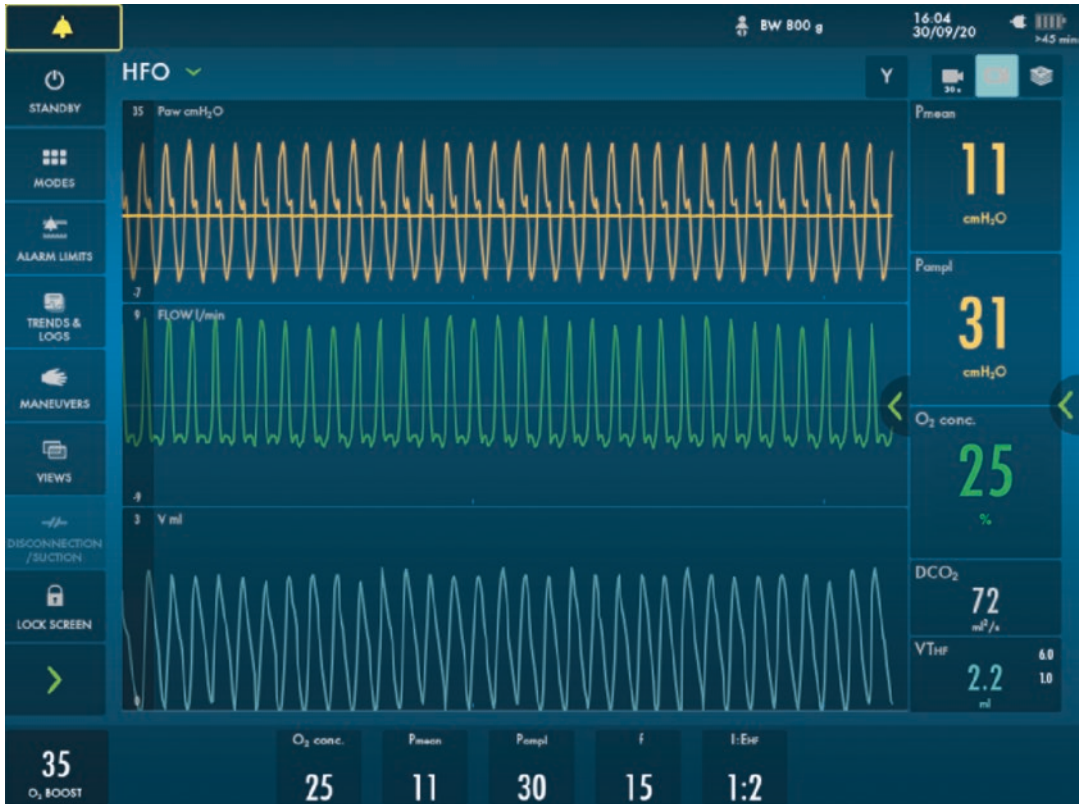 BW 800 g
16:04
30/09/20
>45 min
STANDBY
MODES
ALARM LIMITS
TRENDS &
LOGS
MANEUVERS
VIEWS
DISCONNECTION
/SUCTION
LOCK SCREEN
35
O₂ BOOST
HFO
Y
30 s
35 Paw cmH₂O
-7
9 FLOW l/min
-9
3 V ml
0
Pmean
11
cmH₂O
Pampl
31
cmH₂O
O₂ conc.
25
%
DCO₂
72
ml²/s
VTHF
6.0
2.2
1.0
ml
O₂ conc. Pmean Pampl f I:EHF
25 11 30 15 1:2